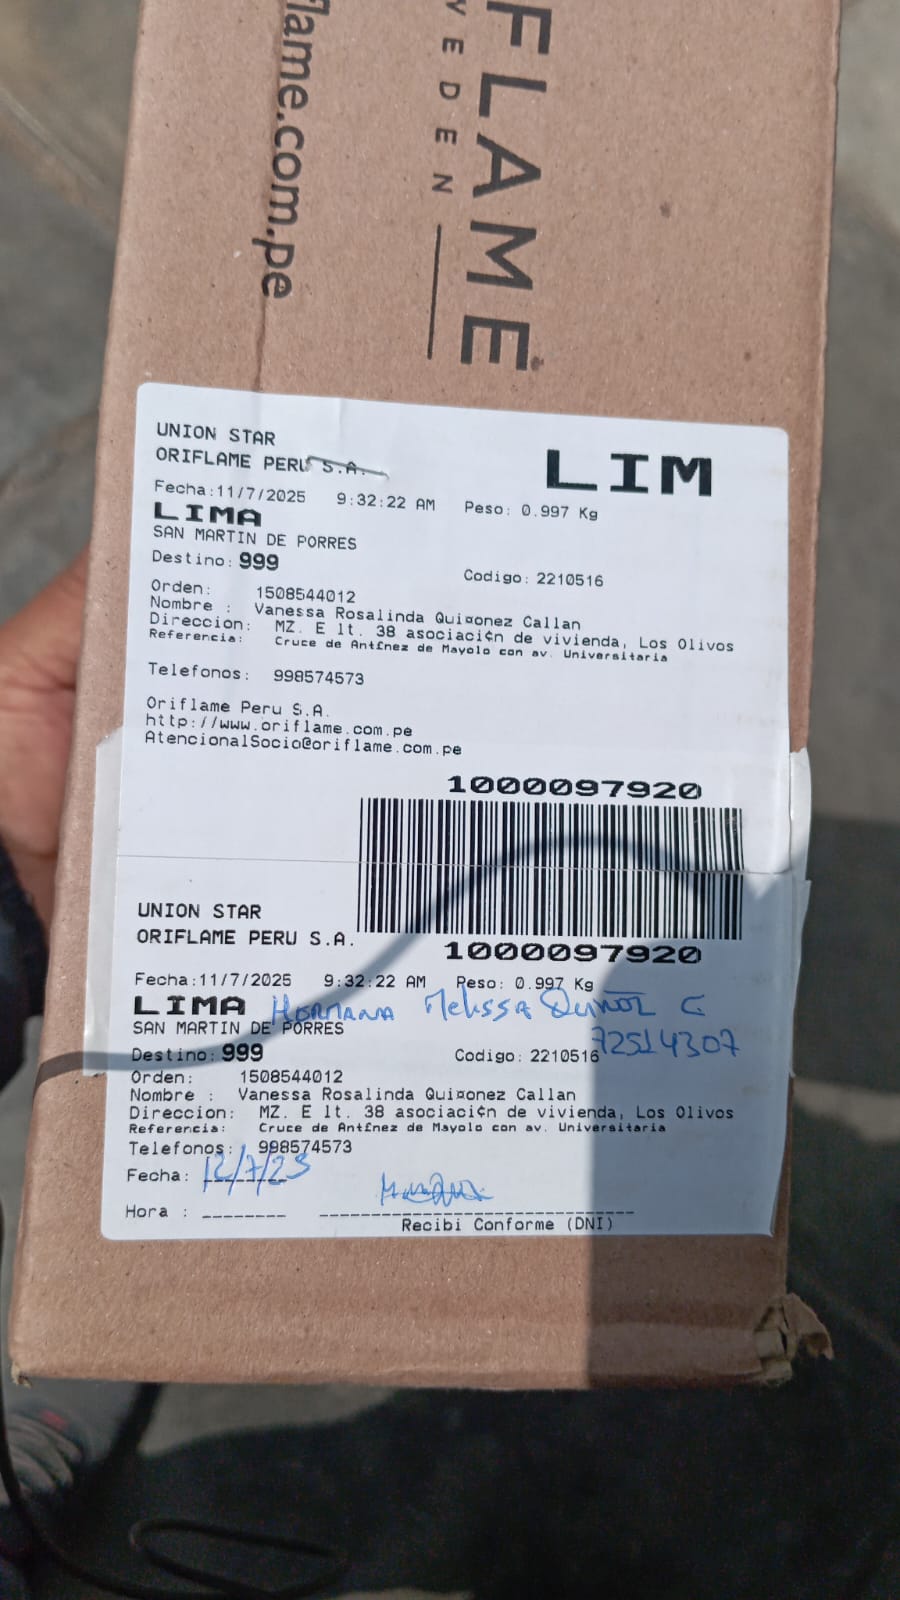 FLAME
VEDEN
flame.com.pe
UNION STAR
ORIFLAME PERU S.A.
LIM
Fecha:11/7/2025 9:32:22 AM Peso: 0.997 Kg
LIMA
SAN MARTIN DE PORRES
Destino: 999 Codigo: 2210516
Orden: 1508544012
Nombre : Vanessa Rosalinda Qui¤onez Callan
Direccion: MZ. E lt. 38 asociaci¢n de vivienda, Los Olivos
Referencia: Cruce de Ant£nez de Mayolo con av. Universitaria
Telefonos: 998574573
Oriflame Peru S.A.
http://www.oriflame.com.pe
AtencionalSocio@oriflame.com.pe
1000097920
1000097920
UNION STAR
ORIFLAME PERU S.A.
Fecha:11/7/2025 9:32:22 AM Peso: 0.997 Kg
LIMA Hermana Melissa Quiñoz C
SAN MARTIN DE PORRES
72514307
Destino: 999 Codigo: 2210516
Orden: 1508544012
Nombre : Vanessa Rosalinda Qui¤onez Callan
Direccion: MZ. E lt. 38 asociaci¢n de vivienda, Los Olivos
Referencia: Cruce de Ant£nez de Mayolo con av. Universitaria
Telefonos: 998574573
Fecha: 12/7/25
Hora :
Recibi Conforme (DNI)